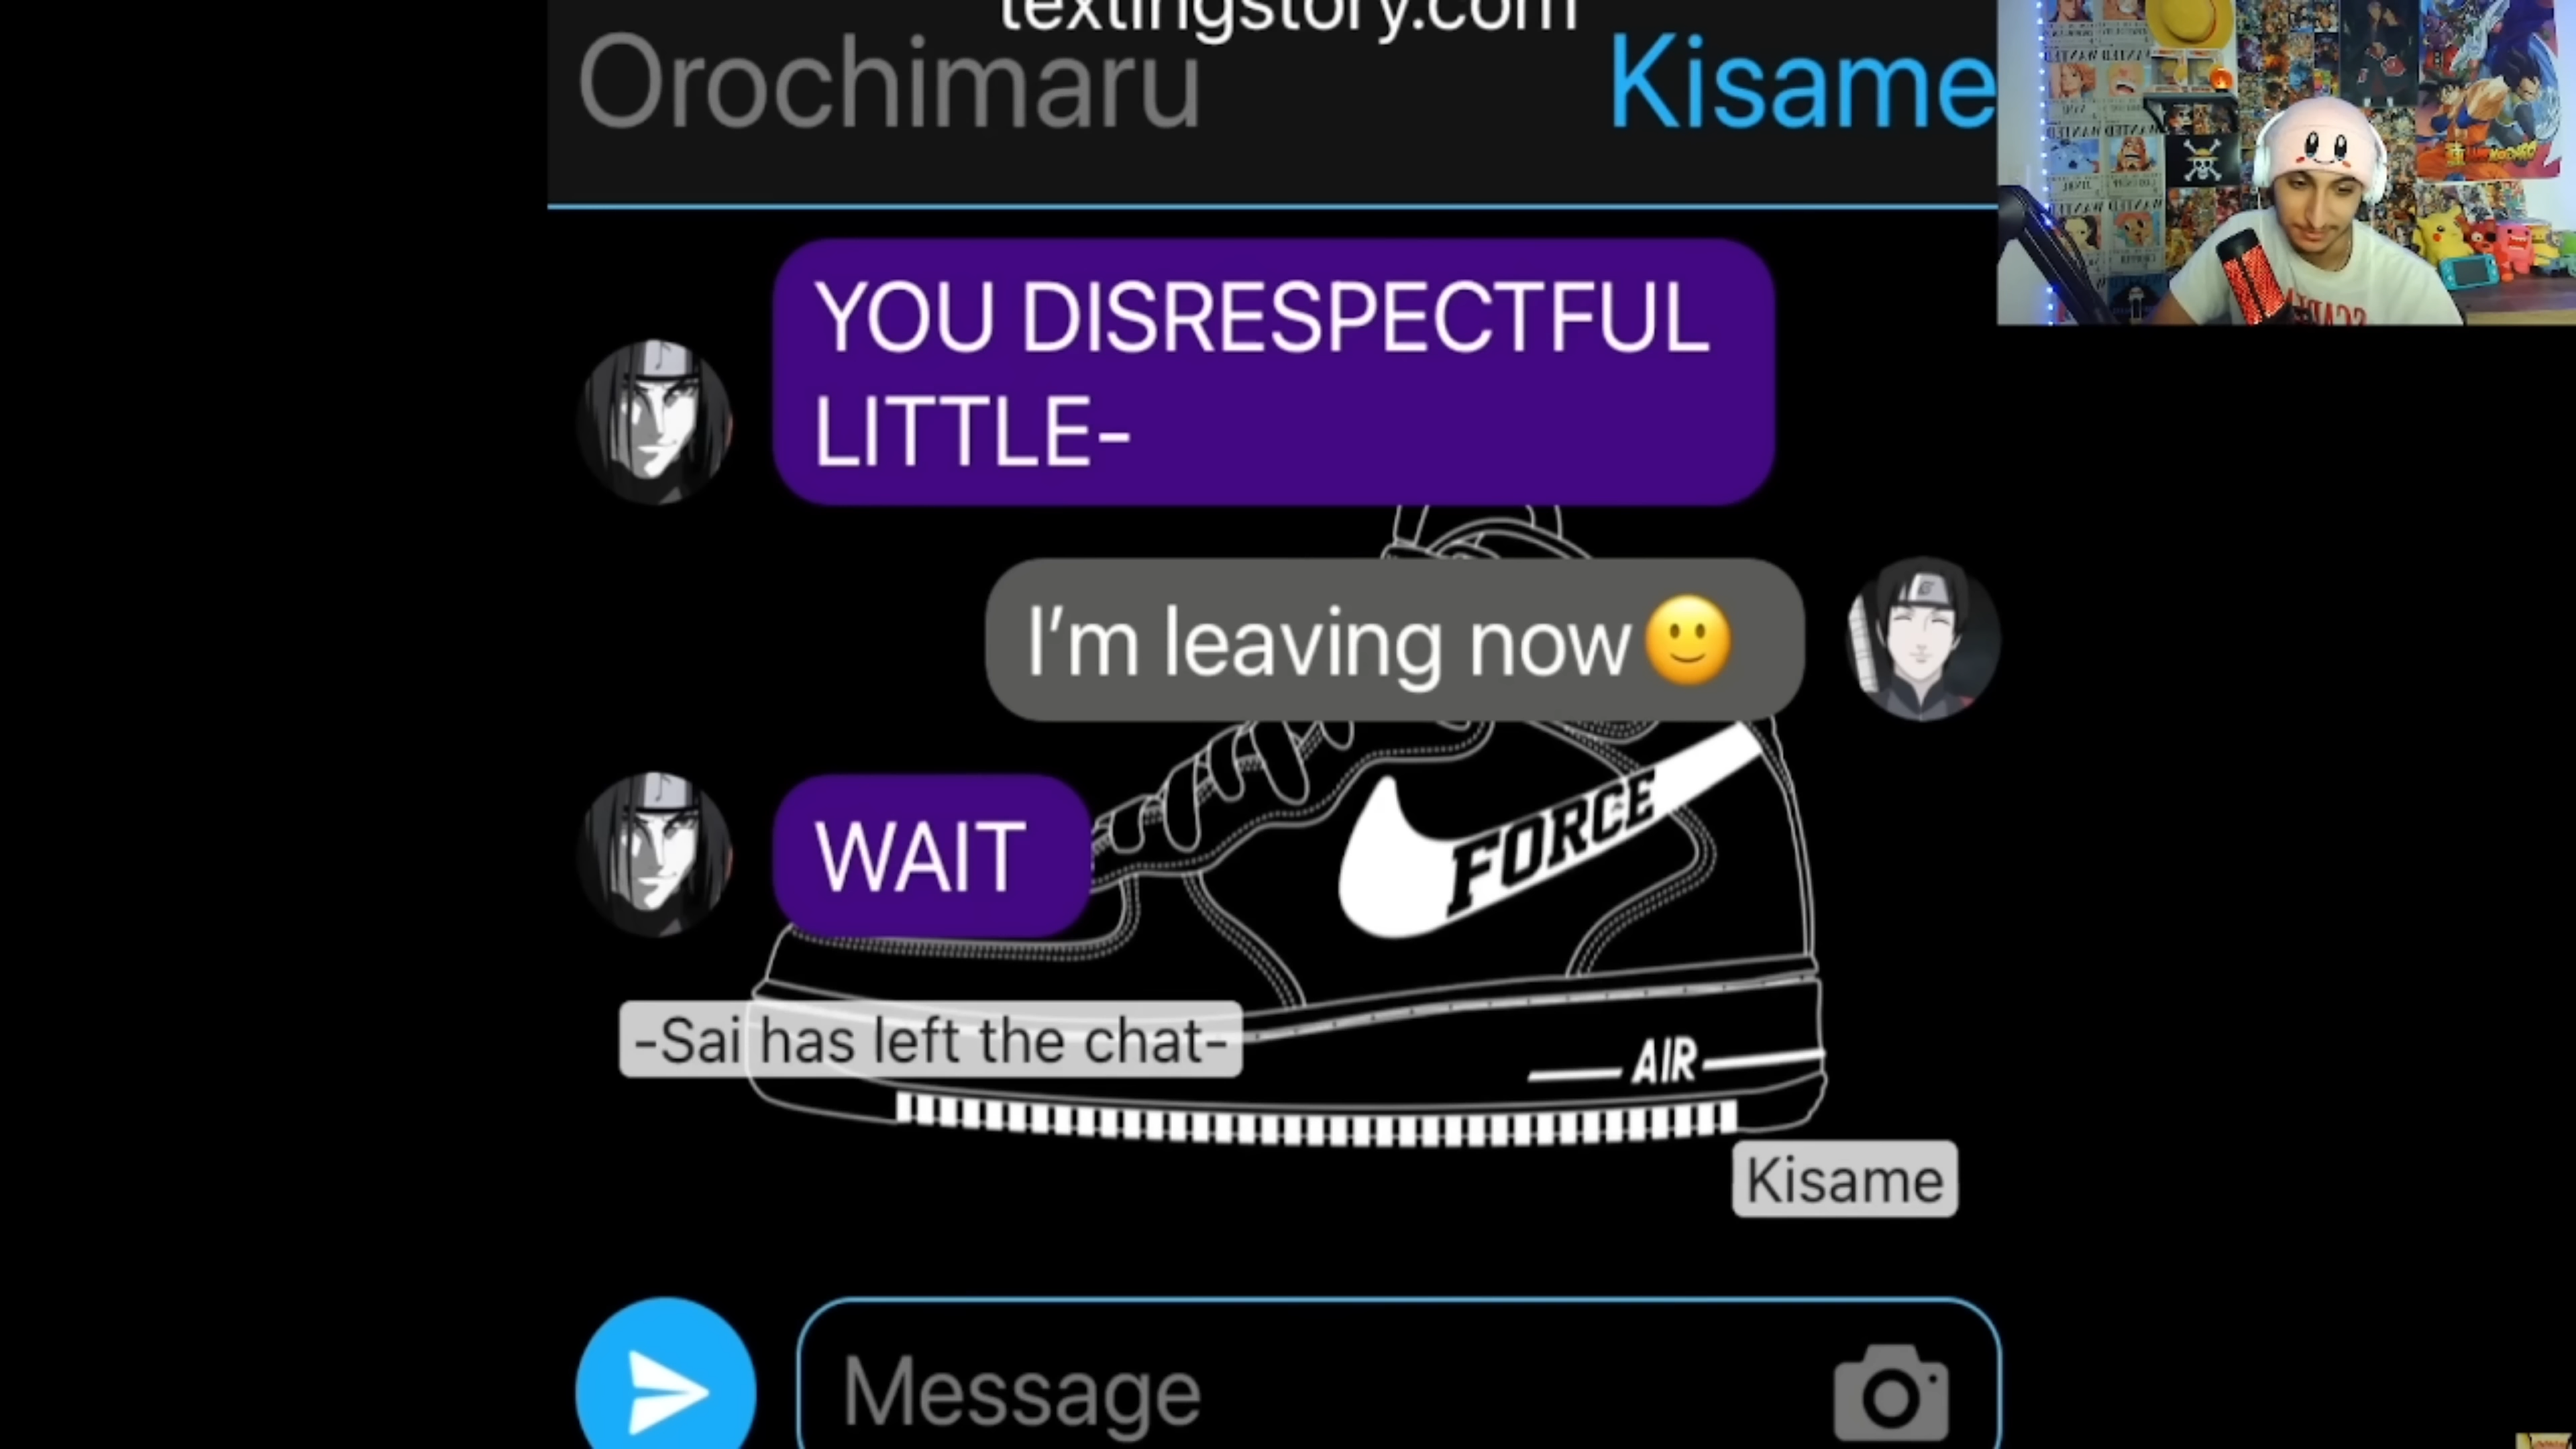 textingstory.com
Orochimaru
Kisame
YOU DISRESPECTFUL
LITTLE-
I’m leaving now🙂
WAIT
FORCE
-Sai has left the chat-
AIR
Kisame
Message